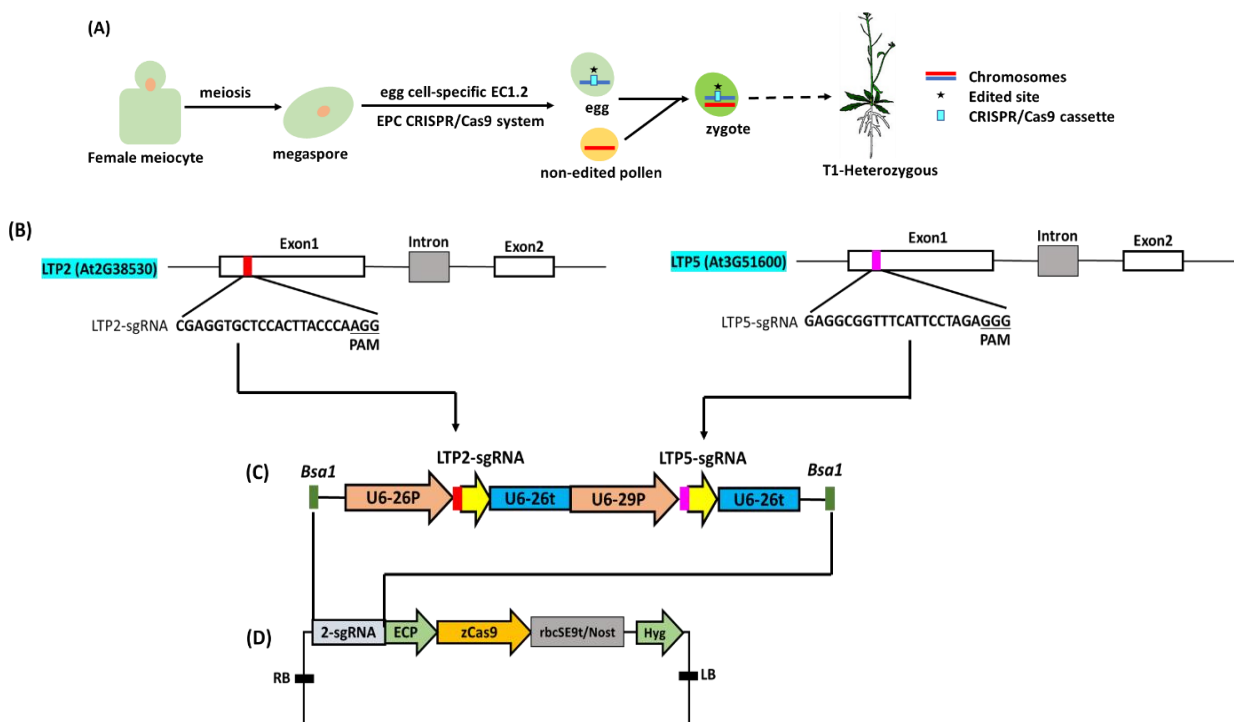 (A)
meiosis
egg cell-specific EC1.2
EPC CRISPR/Cas9 system
Female meiocyte
megaspore
egg
non-edited pollen
zygote
T1-Heterozygous
Chromosomes
Edited site
CRISPR/Cas9 cassette
(B)
LTP2 (At2G38530)
Exon1
Intron
Exon2
LTP2-sgRNA CGAGGTGCTCCACTTACCCAAGG
PAM
LTP5 (At3G51600)
Exon1
Intron
Exon2
LTP5-sgRNA GAGGCGGTTTCATTCCTAGAGGG
PAM
(C)
Bsa1
LTP2-sgRNA
LTP5-sgRNA
Bsa1
U6-26P
U6-26t
U6-29P
U6-26t
(D)
2-sgRNA
ECP
zCas9
rbcSE9t/Nost
Hyg
RB
LB